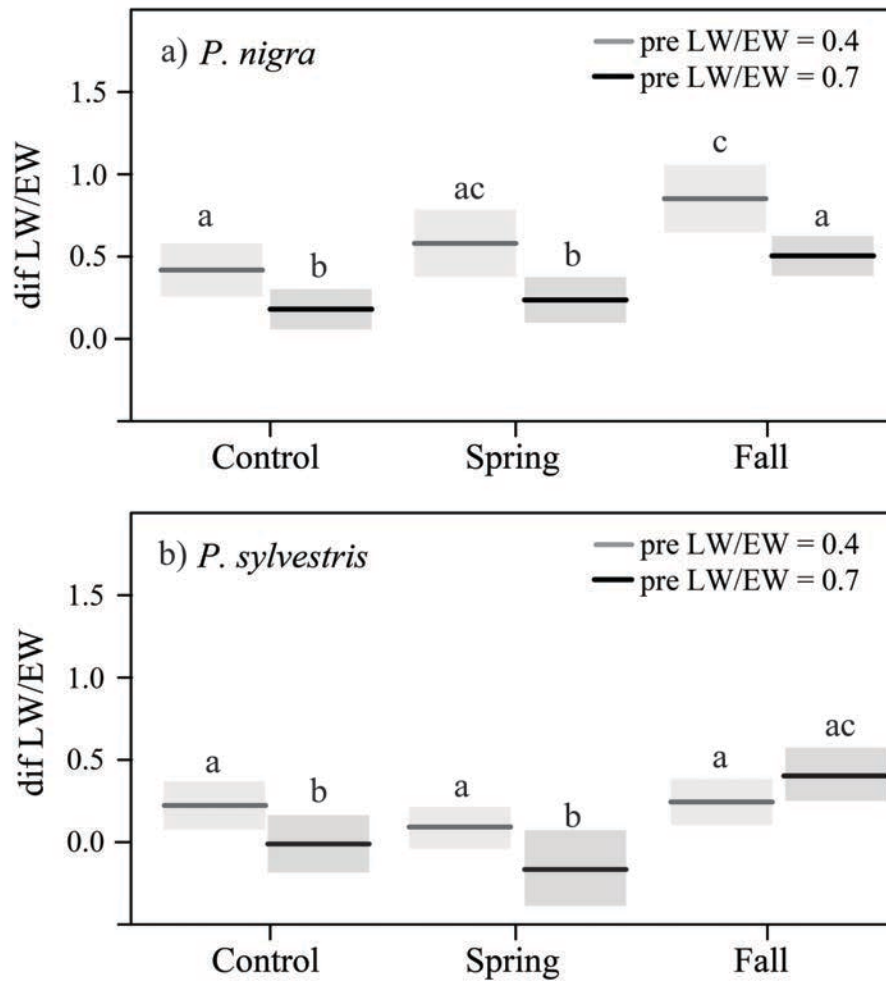 a) P. nigra
pre LW/EW = 0.4
pre LW/EW = 0.7
dif LW/EW
1.5
1.0
0.5
0.0
a
b
ac
b
c
a
Control Spring Fall
b) P. sylvestris
pre LW/EW = 0.4
pre LW/EW = 0.7
dif LW/EW
1.5
1.0
0.5
0.0
a
b
a
b
a
ac
Control Spring Fall